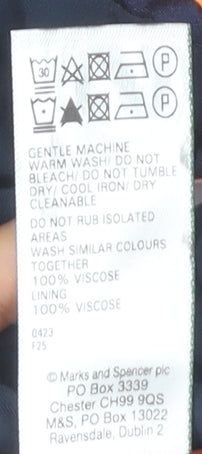 30 P
P
GENTLE MACHINE
WARM WASH/ DO NOT
BLEACH/ DO NOT TUMBLE
DRY/ COOL IRON/ DRY
CLEANABLE
DO NOT RUB ISOLATED
AREAS
WASH SIMILAR COLOURS
TOGETHER
100% VISCOSE
LINING
100% VISCOSE
0423
F25
© Marks and Spencer plc
PO Box 3339
Chester CH99 9QS
M&S, PO Box 13022
Ravensdale, Dublin 2